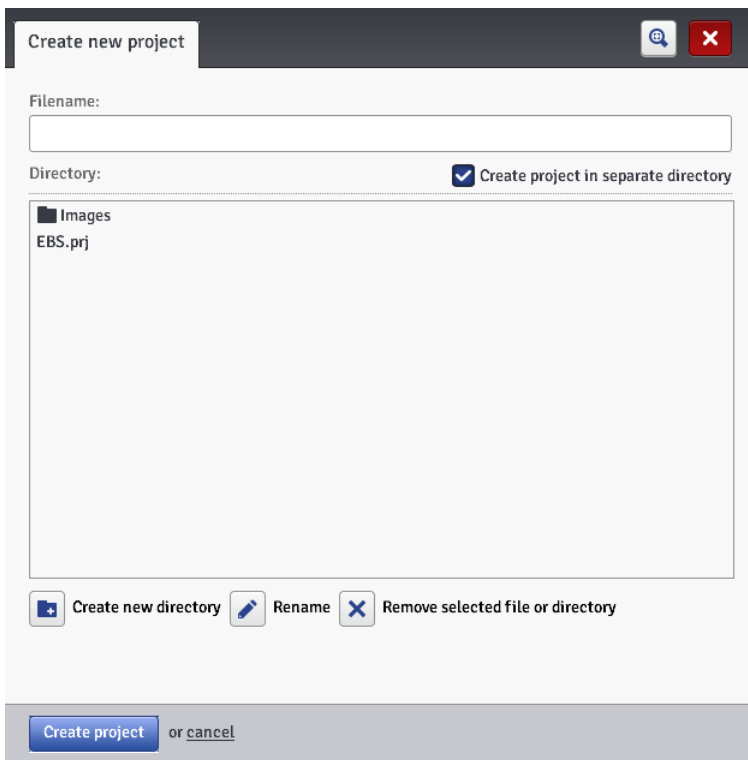 Create new project
Filename:
Directory:
Create project in separate directory
Images
EBS.prj
Create new directory
Rename
Remove selected file or directory
Create project
or cancel